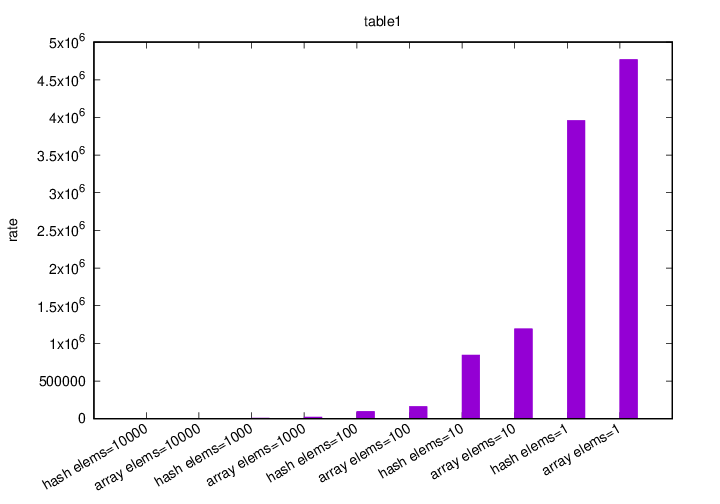 table1
rate
5x10⁶
4.5x10⁶
4x10⁶
3.5x10⁶
3x10⁶
2.5x10⁶
2x10⁶
1.5x10⁶
1x10⁶
500000
0
hash elems=10000
array elems=10000
hash elems=1000
array elems=1000
hash elems=100
array elems=100
hash elems=10
array elems=10
hash elems=1
array elems=1